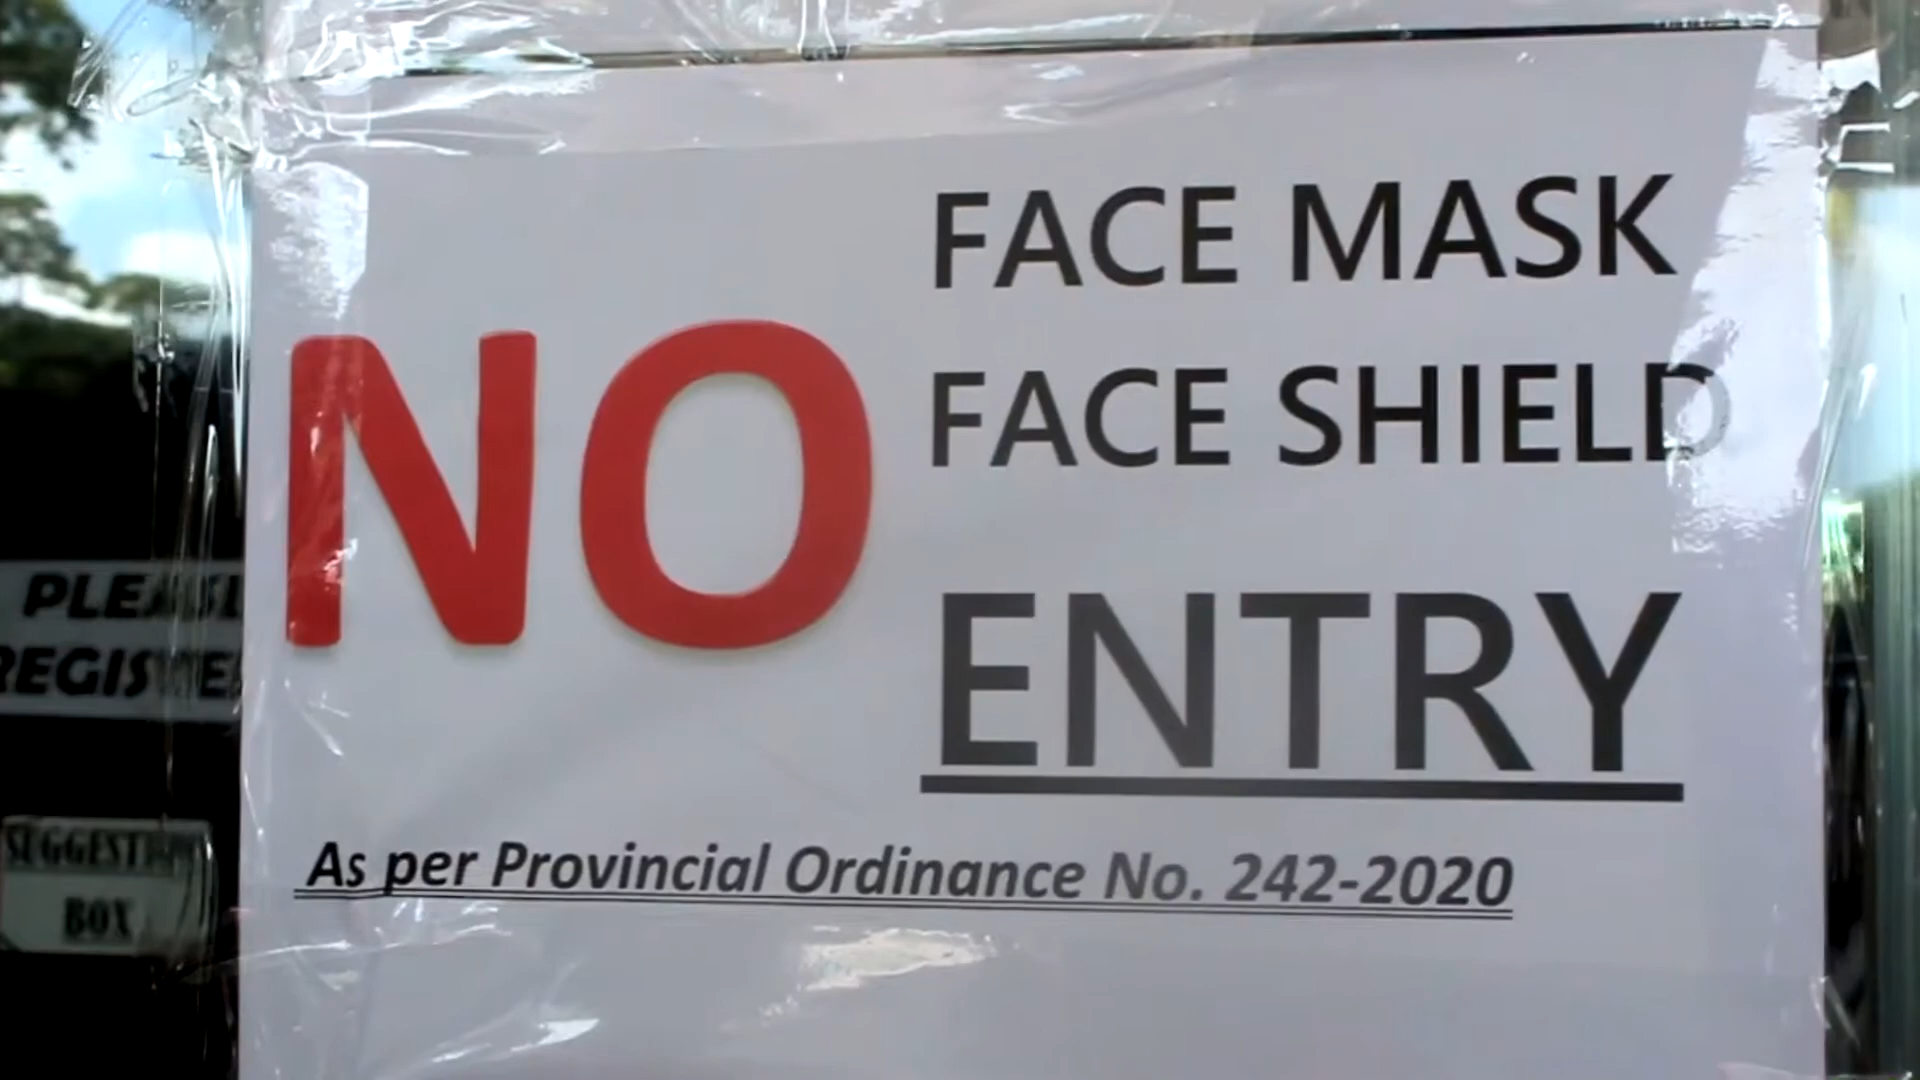 NO
FACE MASK
FACE SHIELD
ENTRY
As per Provincial Ordinance No. 242-2020
PLEASE
REGISTER
SUGGESTION
BOX